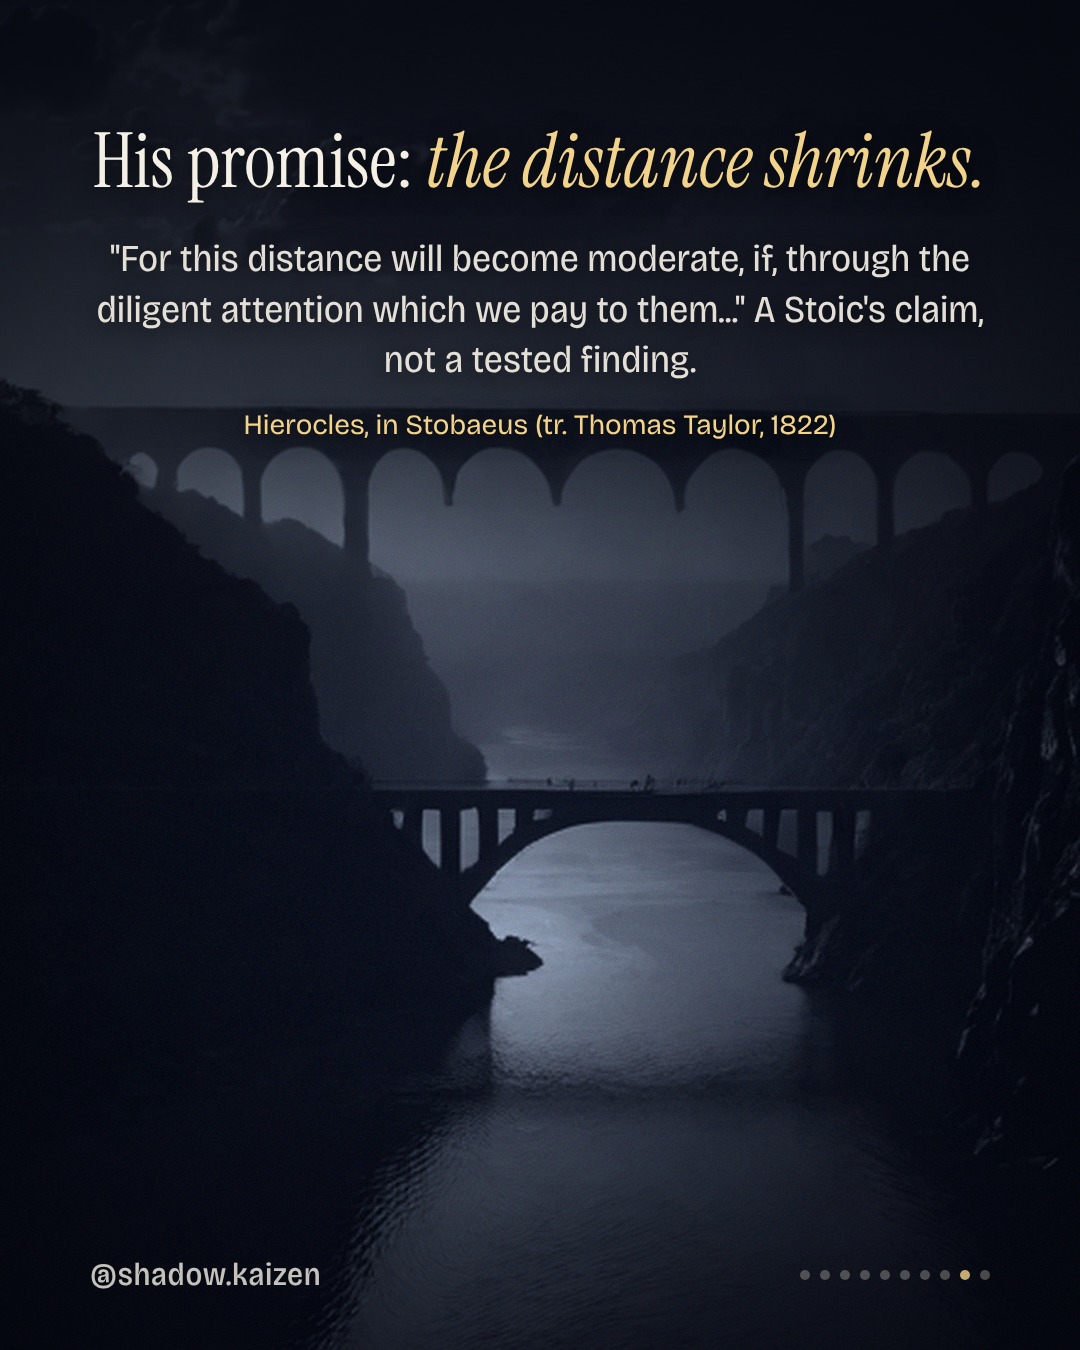 His promise: the distance shrinks.
"For this distance will become moderate, if, through the
diligent attention which we pay to them..." A Stoic's claim,
not a tested finding.
Hierocles, in Stobaeus (tr. Thomas Taylor, 1822)
@shadow.kaizen